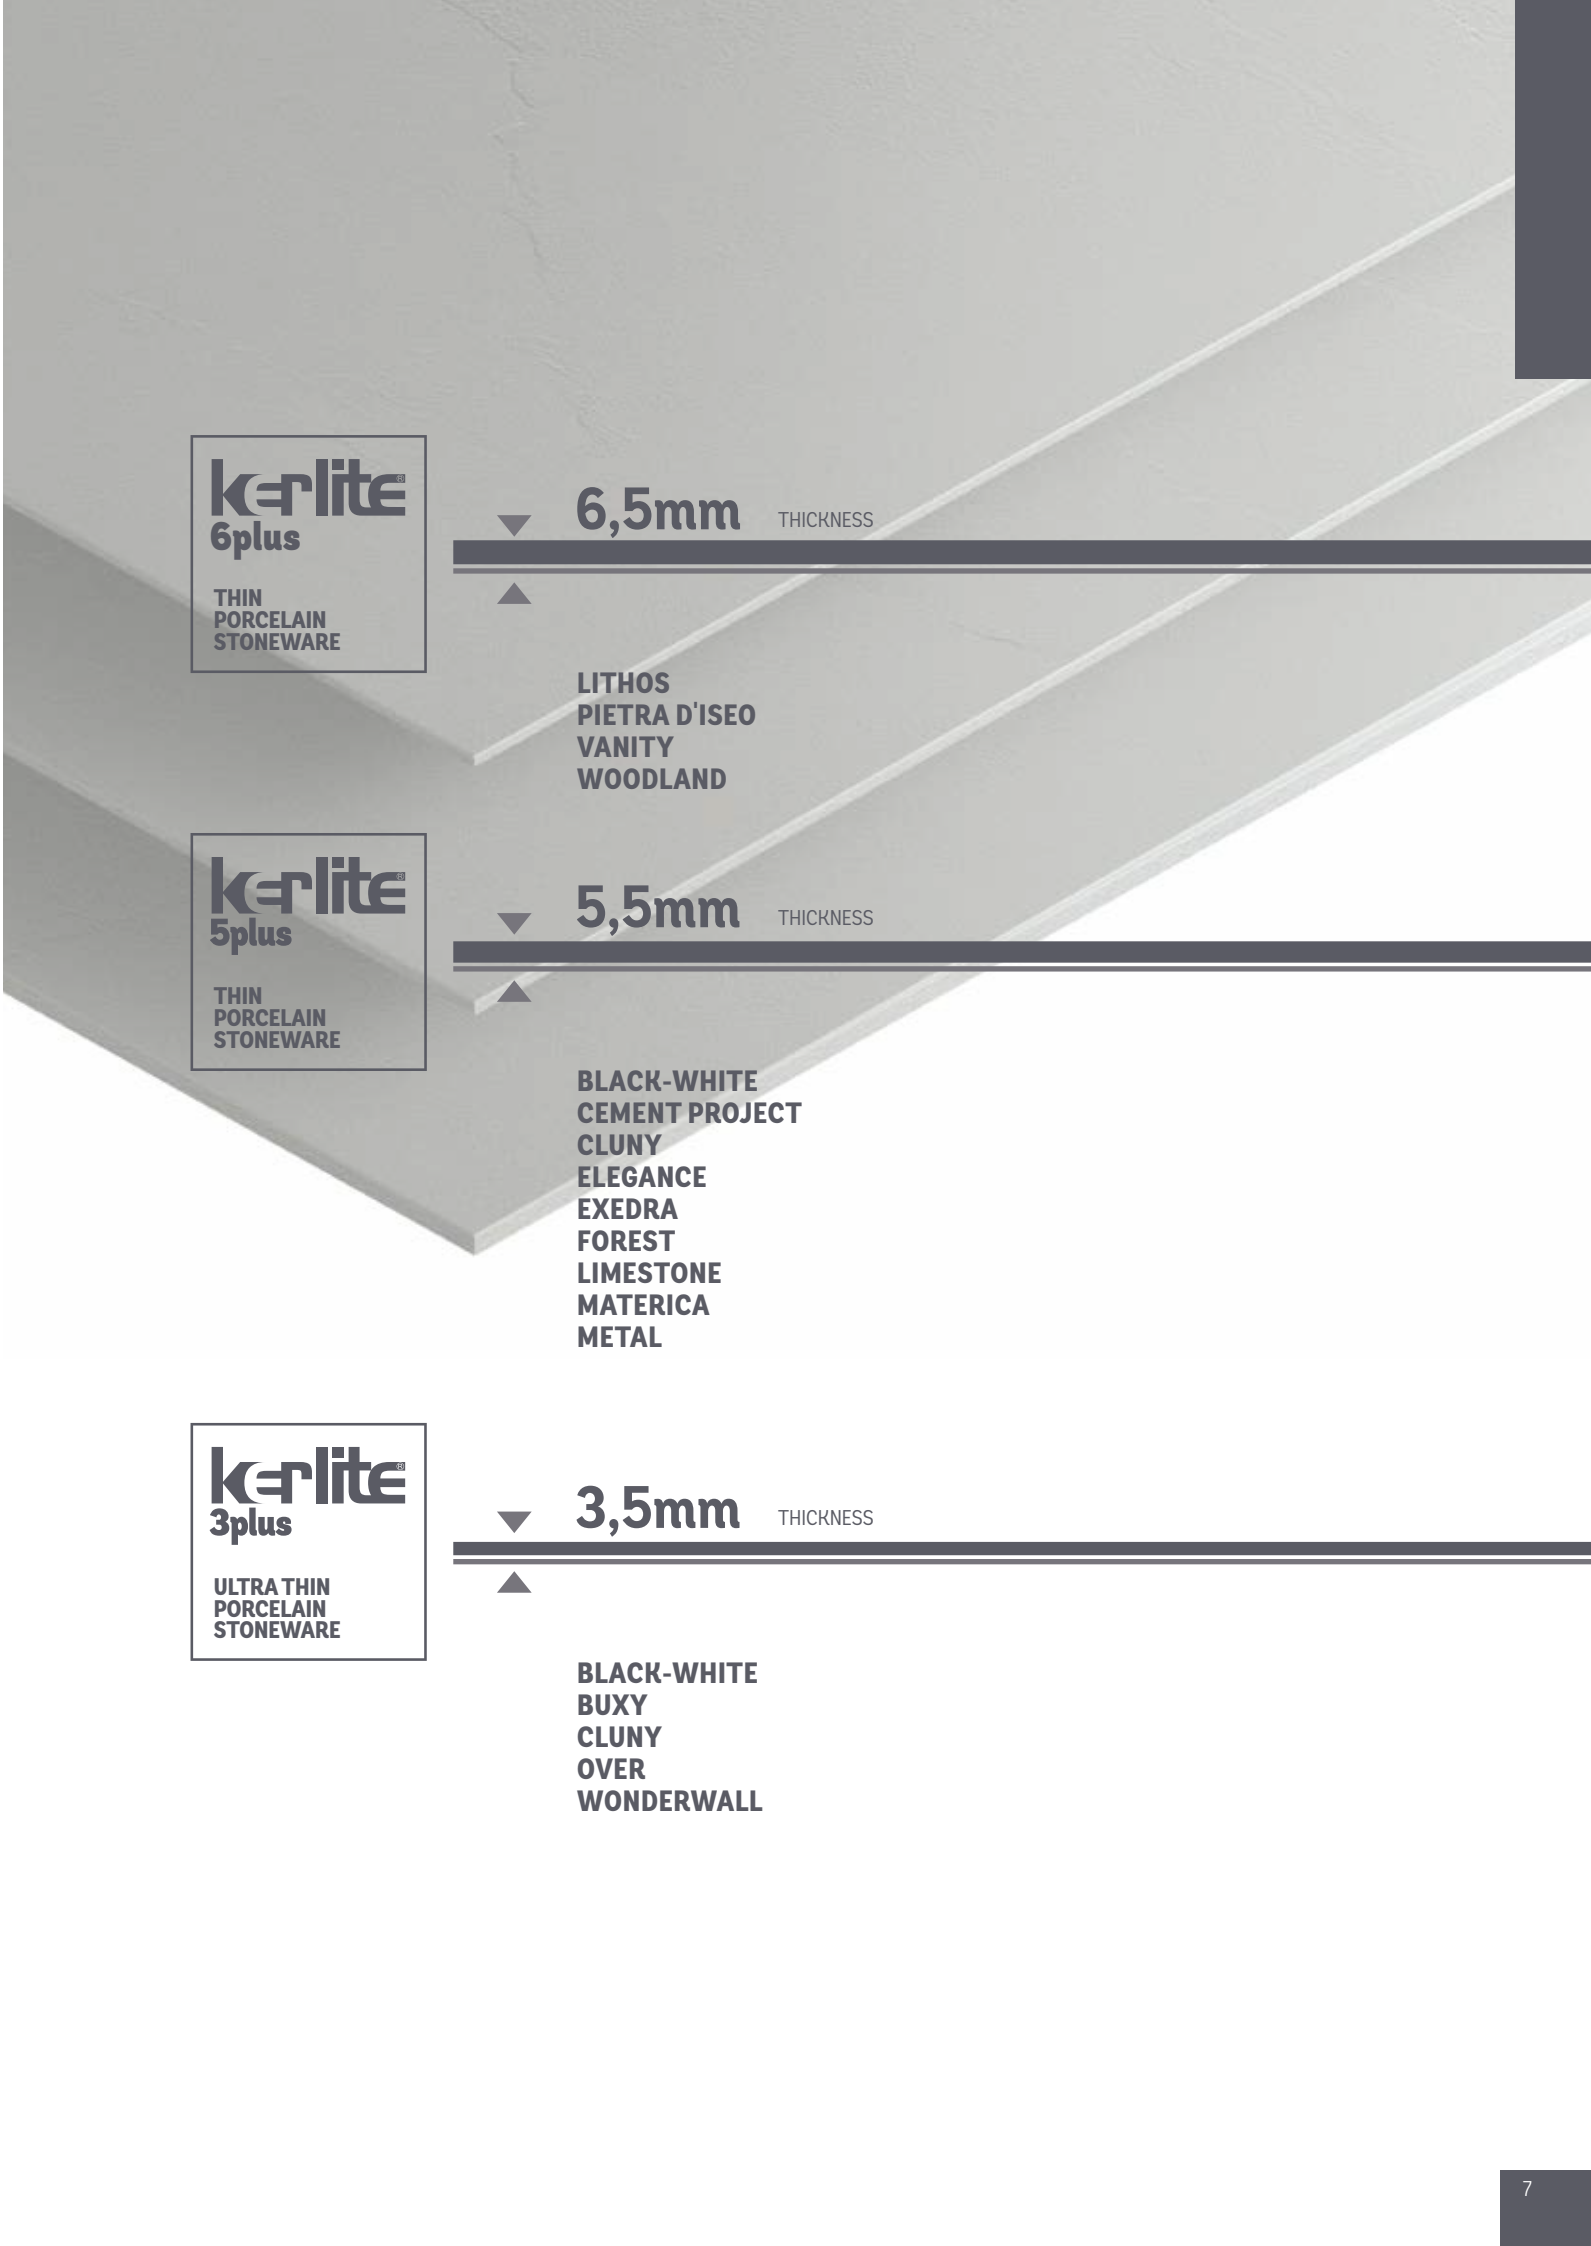 kerlite®
6plus
THIN
PORCELAIN
STONEWARE
6,5mm THICKNESS
LITHOS
PIETRA D'ISEO
VANITY
WOODLAND
kerlite®
5plus
THIN
PORCELAIN
STONEWARE
5,5mm THICKNESS
BLACK-WHITE
CEMENT PROJECT
CLUNY
ELEGANCE
EXEDRA
FOREST
LIMESTONE
MATERICA
METAL
kerlite®
3plus
ULTRA THIN
PORCELAIN
STONEWARE
3,5mm THICKNESS
BLACK-WHITE
BUXY
CLUNY
OVER
WONDERWALL
7